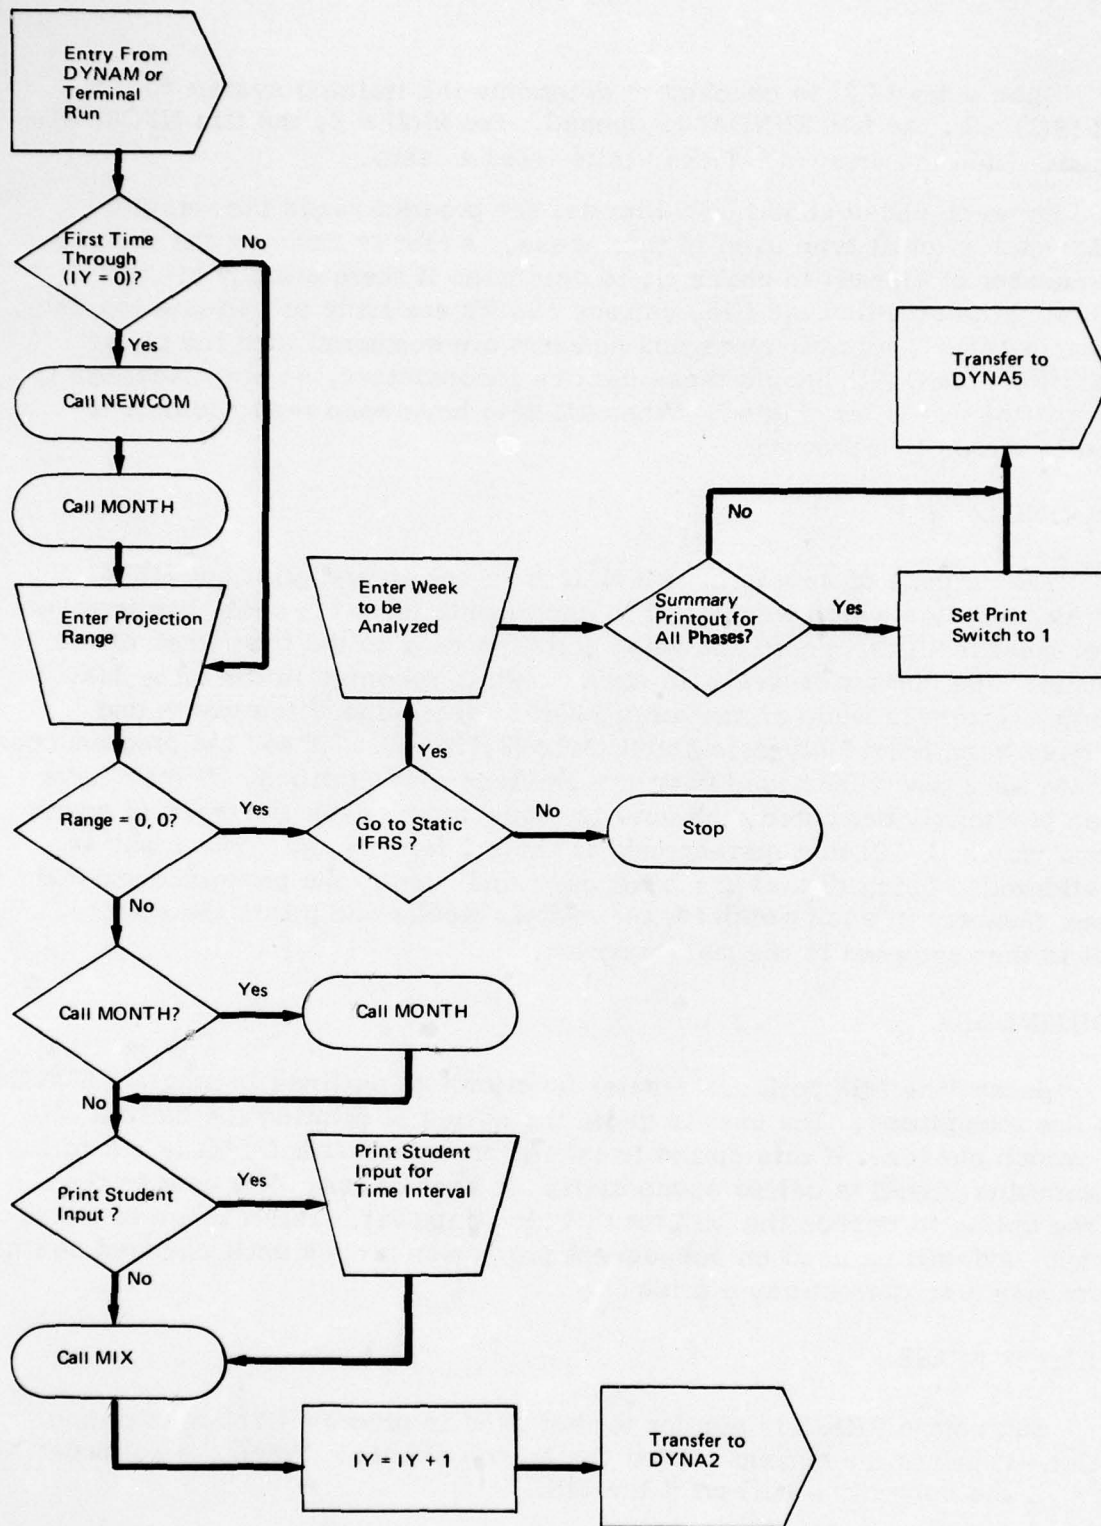 Entry From
DYNAM or
Terminal
Run
First Time
Through
(IY = 0)?
No
Yes
Call NEWCOM
Call MONTH
Enter Projection
Range
Range = 0, 0?
Yes
No
Go to Static
IFRS ?
Yes
No
Stop
Enter Week
to be
Analyzed
Summary
Printout for
All Phases?
No
Yes
Set Print
Switch to 1
Transfer to
DYNA5
Call MONTH?
Yes
Call MONTH
No
Print Student
Input ?
Yes
Print Student
Input for
Time Interval
No
Call MIX
IY = IY + 1
Transfer to
DYNA2